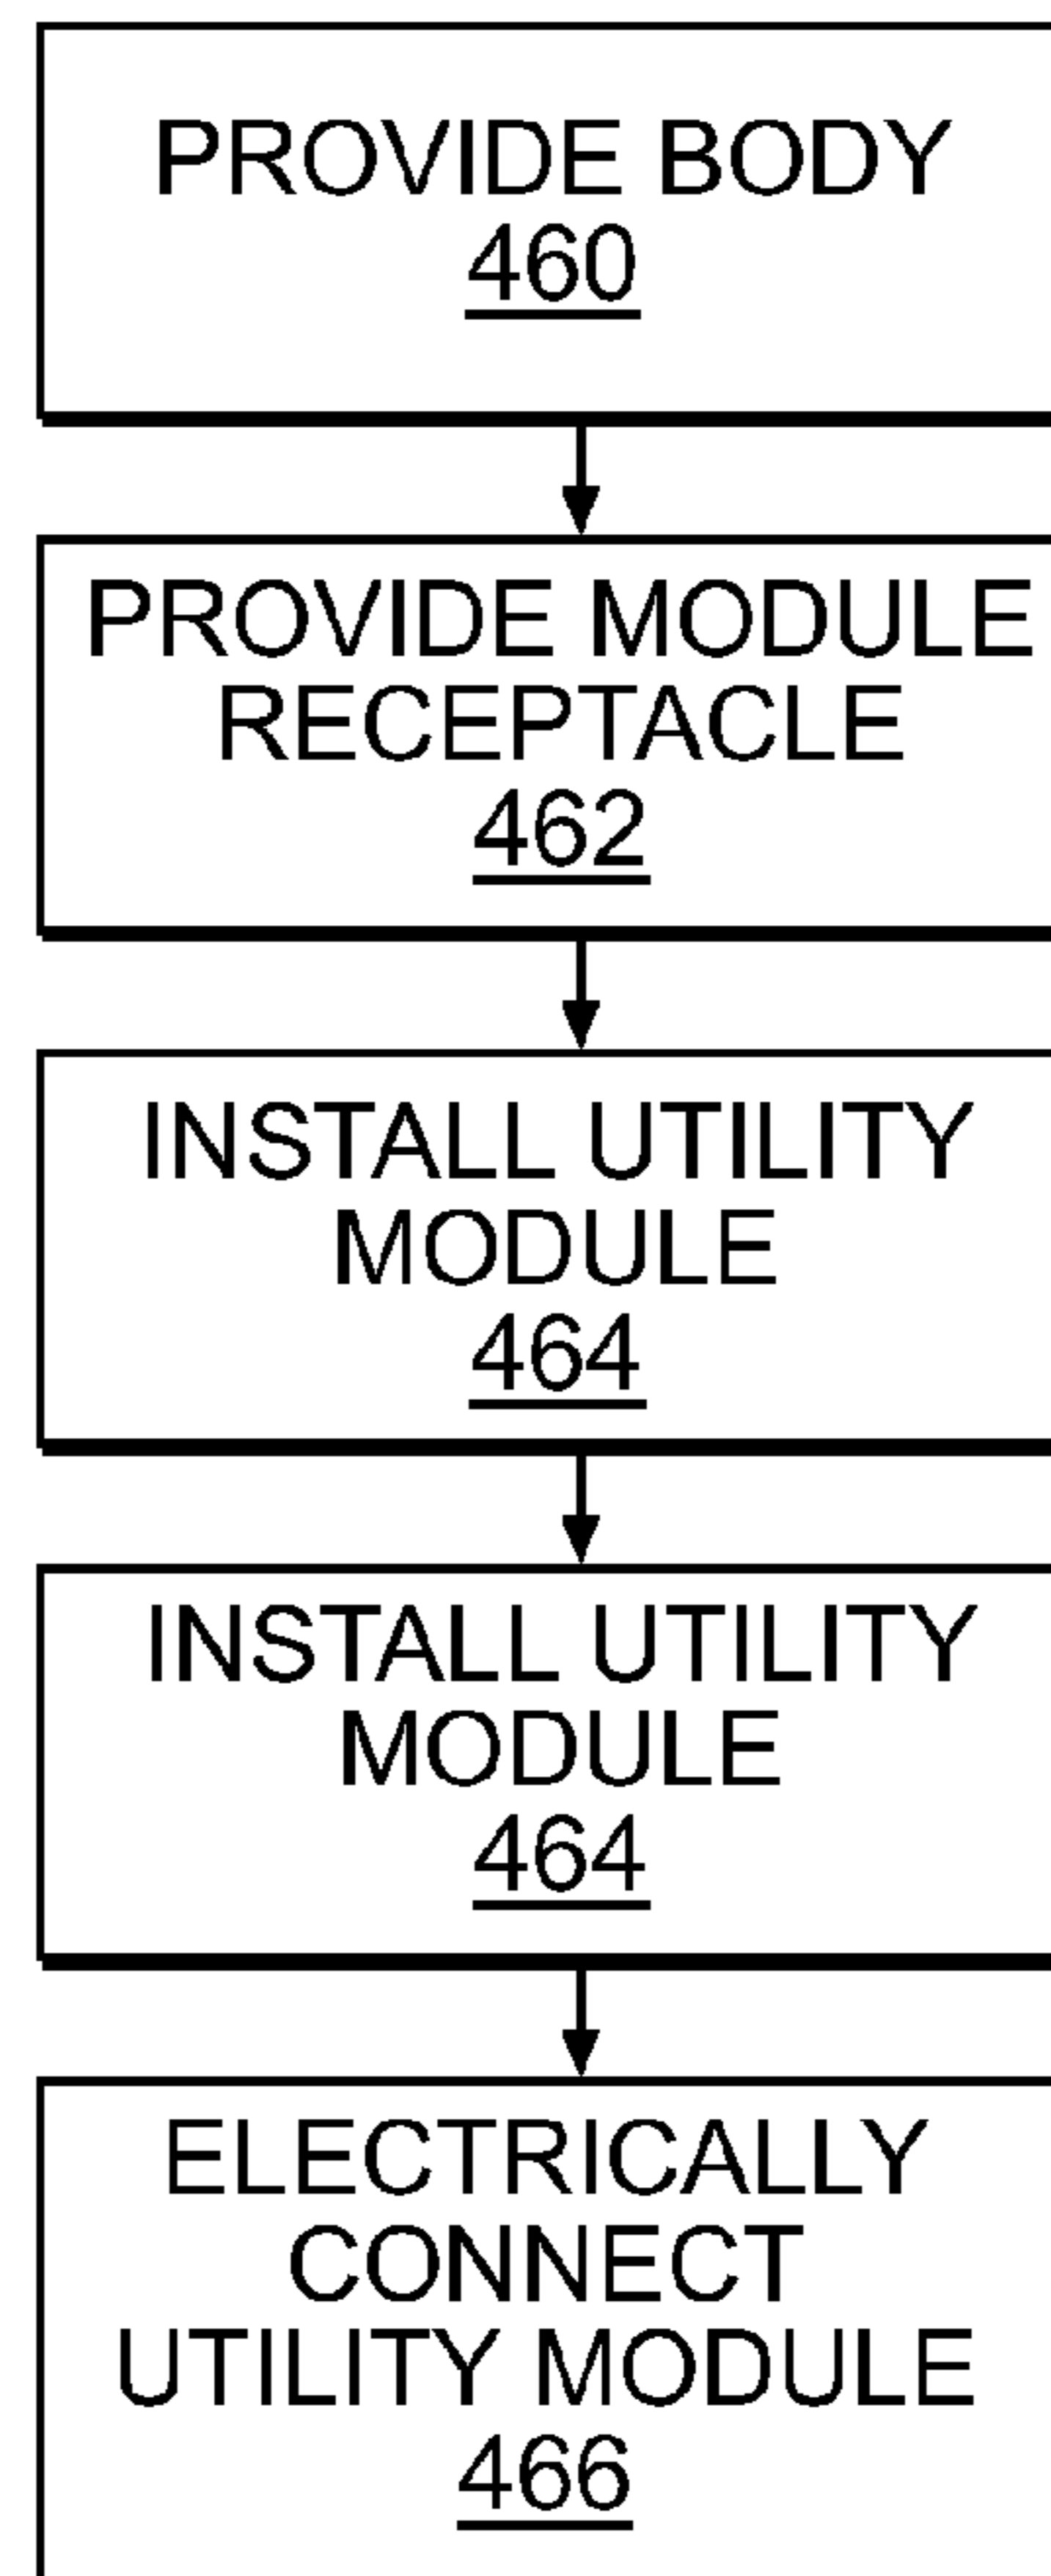 PROVIDE BODY
460
PROVIDE MODULE
RECEPTACLE
462
INSTALL UTILITY
MODULE
464
INSTALL UTILITY
MODULE
464
ELECTRICALLY
CONNECT
UTILITY MODULE
466